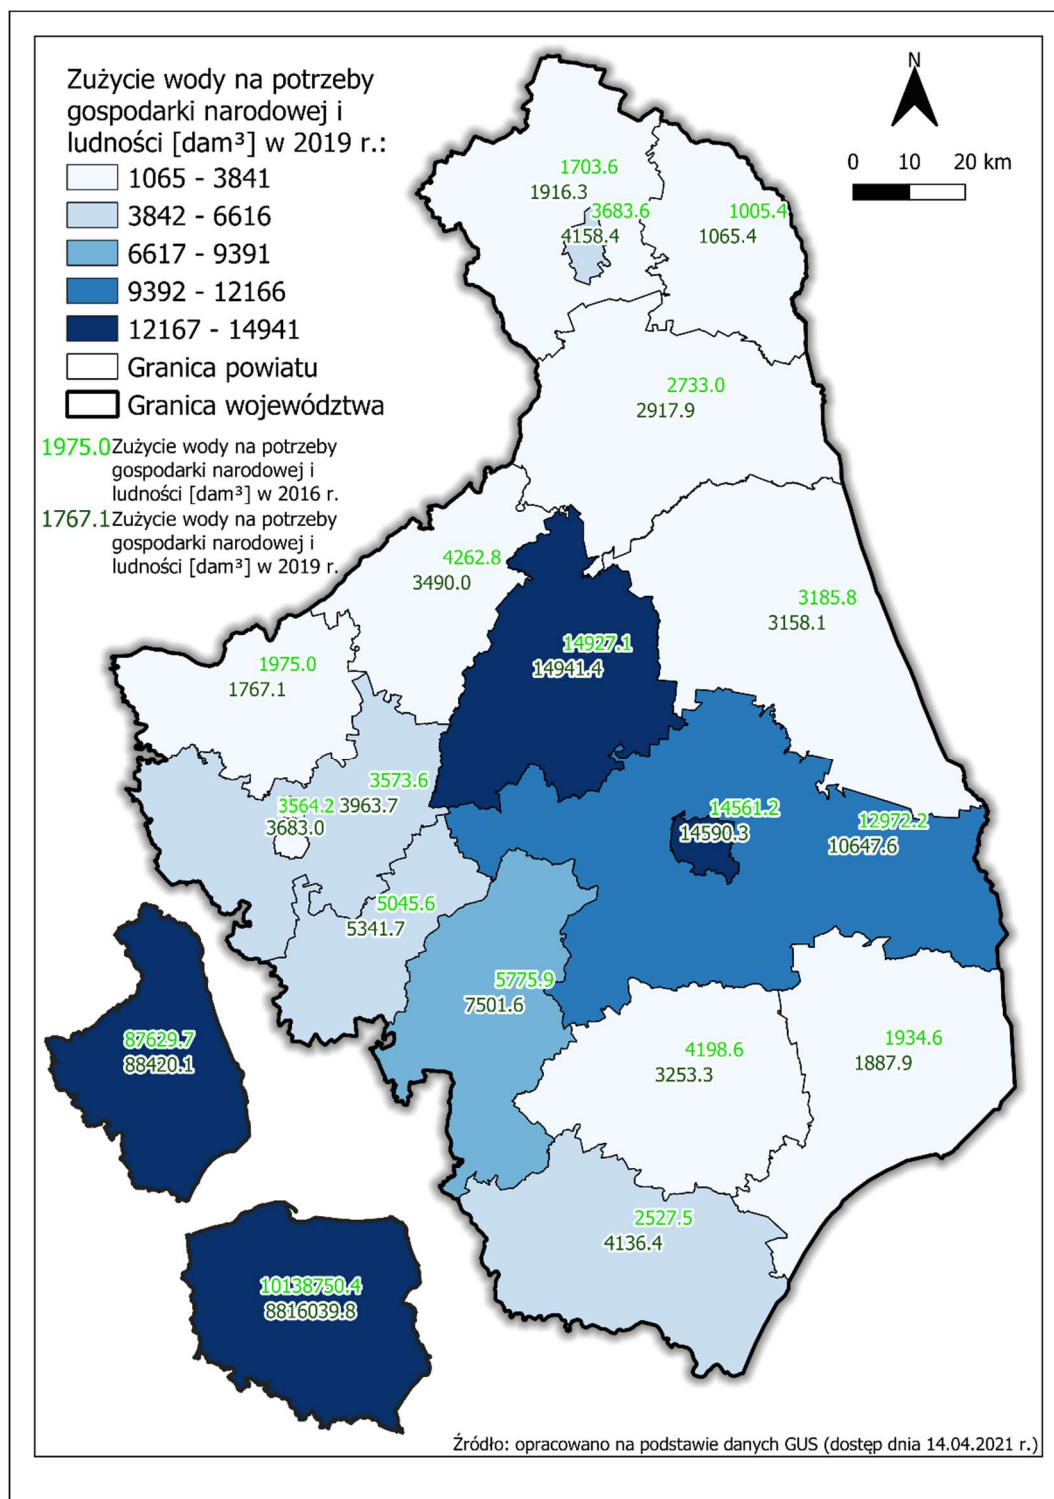 Zużycie wody na potrzeby
gospodarki narodowej i
ludności [dam³] w 2019 r.:
1065 - 3841
3842 - 6616
6617 - 9391
9392 - 12166
12167 - 14941
Granica powiatu
Granica województwa
1975.0 Zużycie wody na potrzeby
gospodarki narodowej i
ludności [dam³] w 2016 r.
1767.1 Zużycie wody na potrzeby
gospodarki narodowej i
ludności [dam³] w 2019 r.
N
0 10 20 km
1703.6
1916.3
3683.6
4158.4
1005.4
1065.4
2733.0
2917.9
4262.8
3490.0
3185.8
3158.1
14927.1
14941.4
1975.0
1767.1
3573.6
3963.7
3564.2
3683.0
14561.2
14590.3
12972.2
10647.6
5045.6
5341.7
5775.9
7501.6
4198.6
3253.3
1934.6
1887.9
87629.7
88420.1
2527.5
4136.4
10138750.4
8816039.8
Źródło: opracowano na podstawie danych GUS (dostęp dnia 14.04.2021 r.)